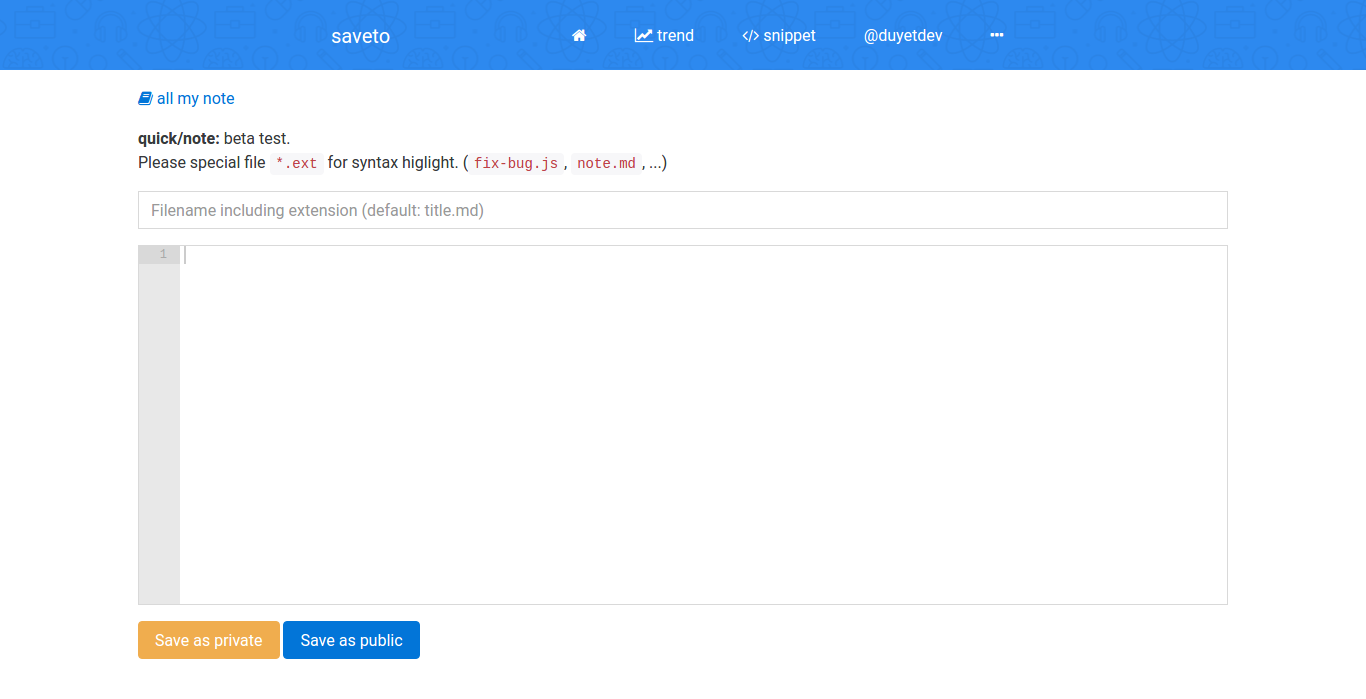 saveto
trend
</> snippet
@duyetdev
all my note
quick/note: beta test.
Please special file *.ext for syntax higlight. ( fix-bug.js , note.md , ...)
Filename including extension (default: title.md)
1
Save as private
Save as public